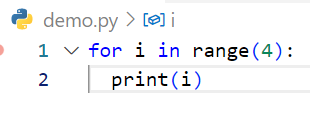 demo.py > i
1 for i in range(4):
2   print(i)